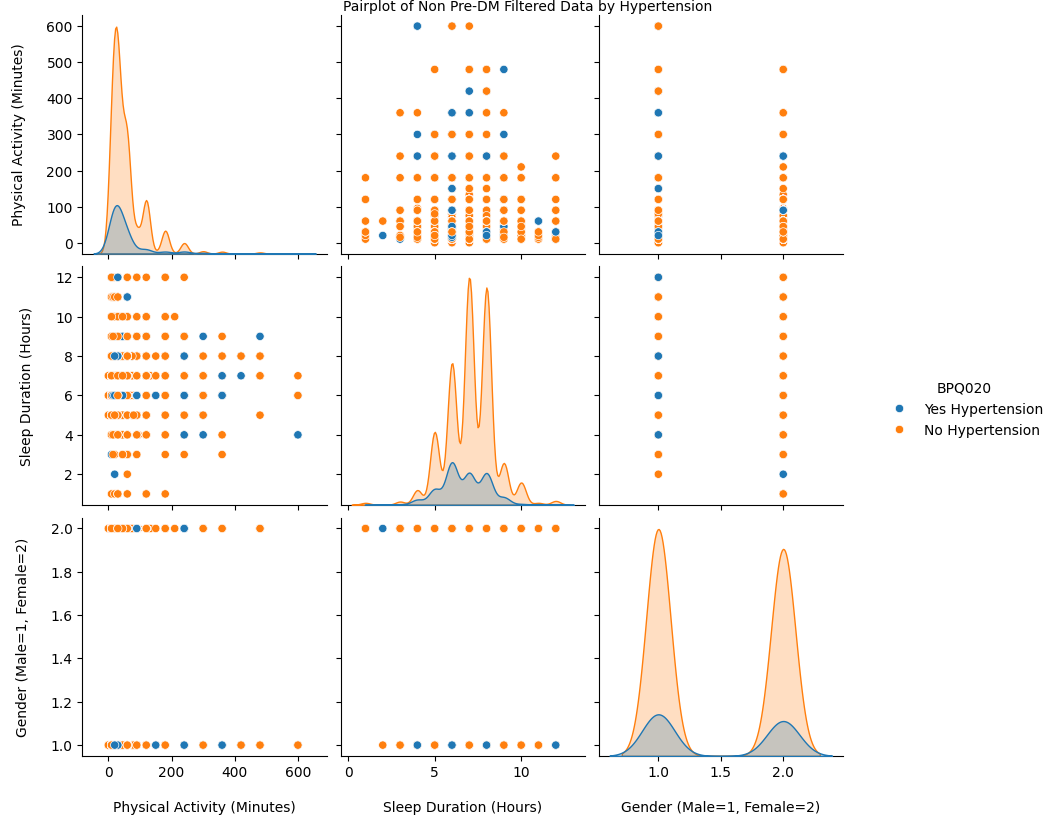 Pairplot of Non Pre-DM Filtered Data by Hypertension
600
500
400
300
200
100
0
Physical Activity (Minutes)
12
10
8
6
4
2
Sleep Duration (Hours)
BPQ020
Yes Hypertension
No Hypertension
2.0
1.8
1.6
1.4
1.2
1.0
Gender (Male=1, Female=2)
0 200 400 600
0 5 10
1.0 1.5 2.0
Physical Activity (Minutes)
Sleep Duration (Hours)
Gender (Male=1, Female=2)